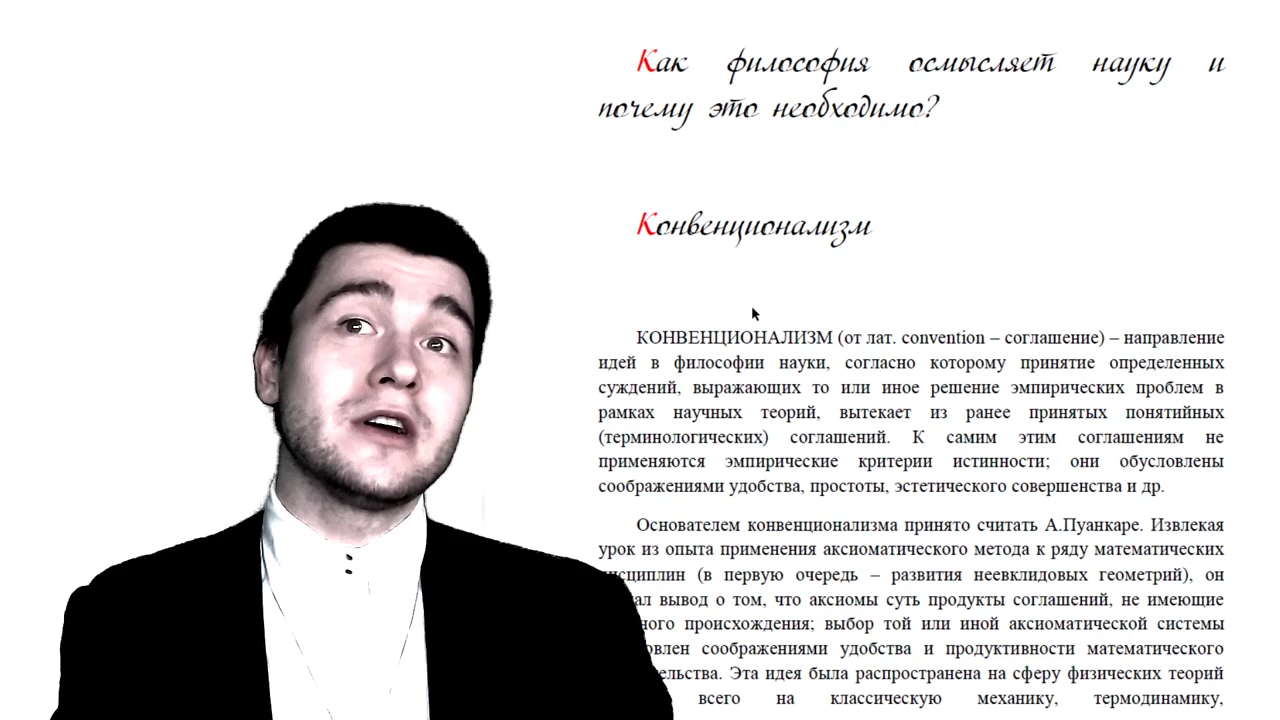 Как философия осмысляет науку и
почему это необходимо?
Конвенционализм
КОНВЕНЦИОНАЛИЗМ (от лат. convention – соглашение) – направление
идей в философии науки, согласно которому принятие определенных
суждений, выражающих то или иное решение эмпирических проблем в
рамках научных теорий, вытекает из ранее принятых понятийных
(терминологических) соглашений. К самим этим соглашениям не
применяются эмпирические критерии истинности; они обусловлены
соображениями удобства, простоты, эстетического совершенства и др.
Основателем конвенционализма принято считать А.Пуанкаре. Извлекая
урок из опыта применения аксиоматического метода к ряду математических
(в первую очередь – развития неевклидовых геометрий), он
вывод о том, что аксиомы суть продукты соглашений, не имеющие
происхождения; выбор той или иной аксиоматической системы
соображениями удобства и продуктивности математического
Эта идея была распространена на сферу физических теорий
всего на классическую механику, термодинамику,